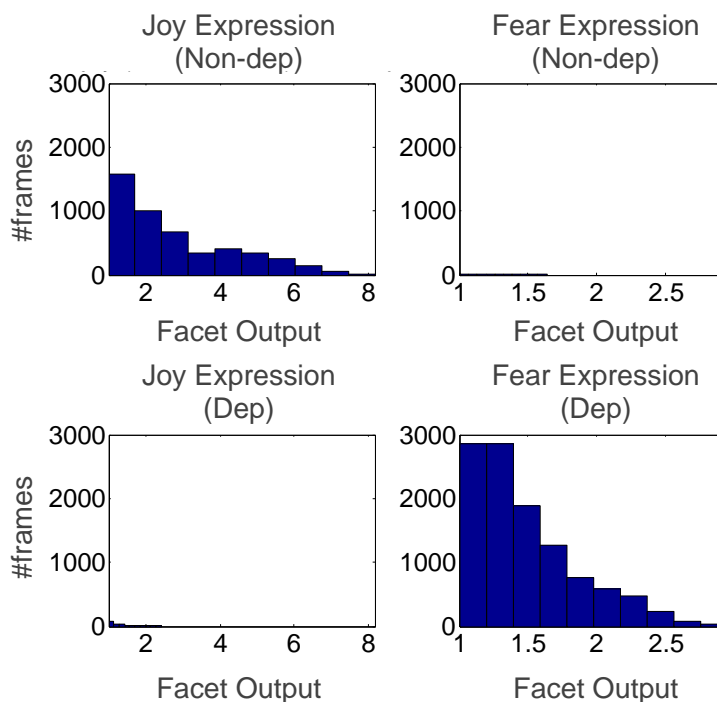 Joy Expression
(Non-dep)
3000
2000
1000
0
#frames
2 4 6 8
Facet Output
Fear Expression
(Non-dep)
3000
2000
1000
0
1 1.5 2 2.5
Facet Output
Joy Expression
(Dep)
3000
2000
1000
0
#frames
2 4 6 8
Facet Output
Fear Expression
(Dep)
3000
2000
1000
0
1 1.5 2 2.5
Facet Output